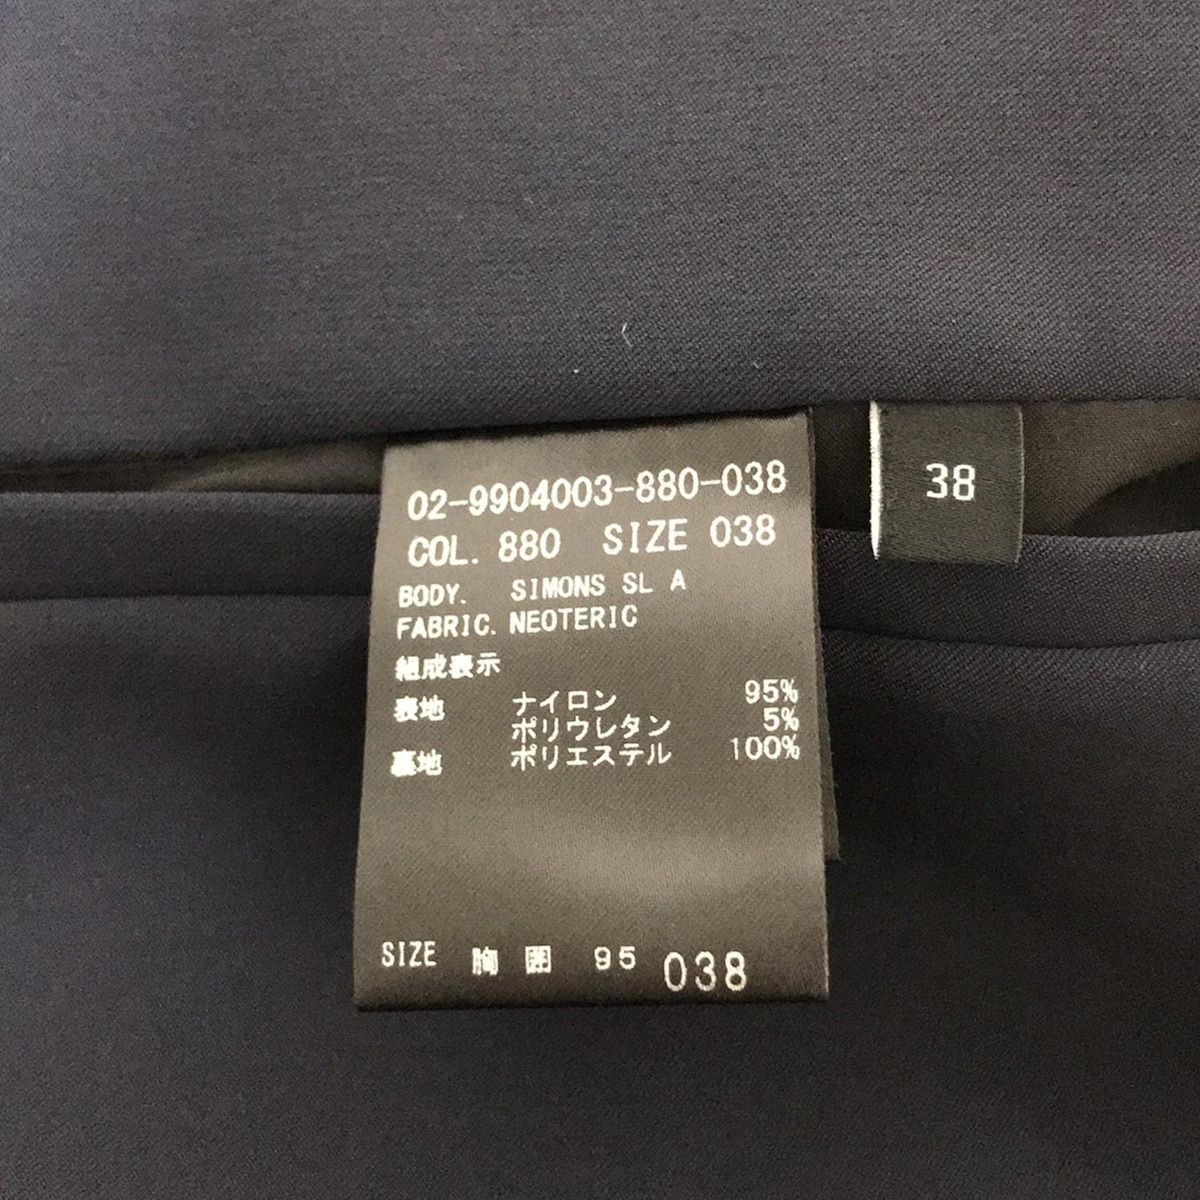 02-9904003-880-038
COL. 880 SIZE 038
BODY. SIMONS SL A
FABRIC. NEOTERIC
組成表示
表地 ナイロン 95%
ポリウレタン 5%
裏地 ポリエステル 100%
SIZE 胸囲 95 038
38